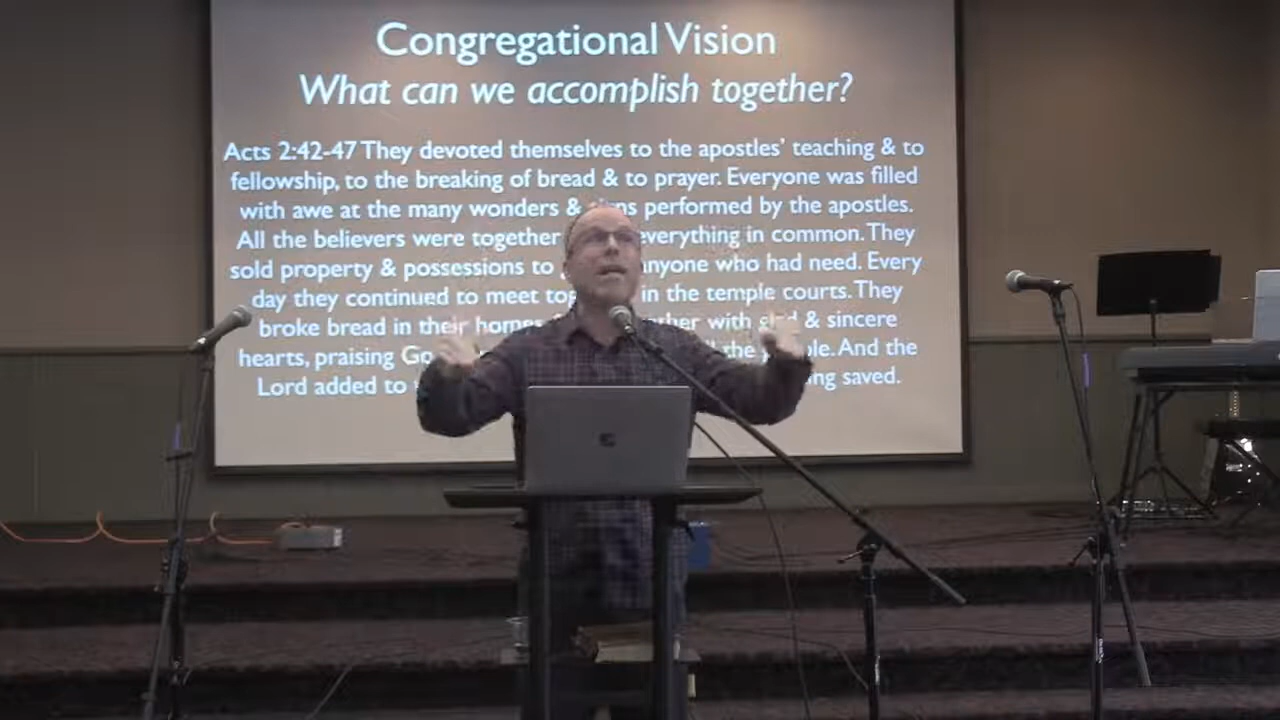 Congregational Vision
What can we accomplish together?
Acts 2:42-47 They devoted themselves to the apostles' teaching & to
fellowship, to the breaking of bread & to prayer. Everyone was filled
with awe at the many wonders & performed by the apostles.
All the believers were together everything in common. They
sold property & possessions to anyone who had need. Every
day they continued to meet in the temple courts. They
broke bread in their homes with & sincere
hearts, praising the And the
Lord added to saved.